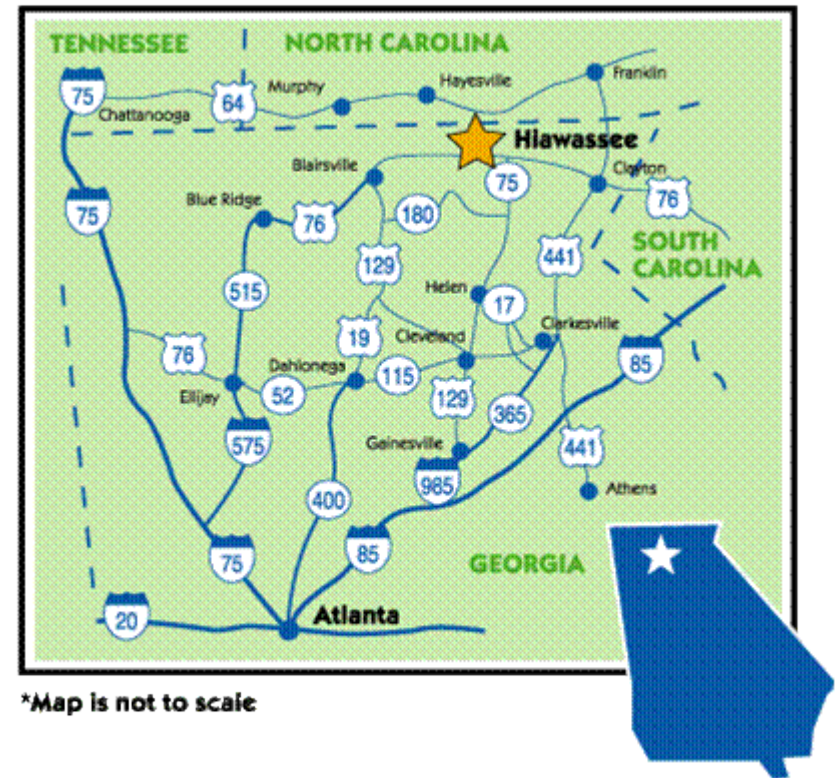 TENNESSEE
NORTH CAROLINA
75
Chattanooga
64
Murphy
Hayesville
Franklin
Hiawassee
Blairsville
75
Clayton
76
75
Blue Ridge
76
180
SOUTH
CAROLINA
129
441
515
Helen
17
Clarkesville
76
19
Cleveland
85
Dahlonega
115
Ellijay
52
129
365
575
Gainesville
441
985
Athens
400
75
85
GEORGIA
20
Atlanta
*Map is not to scale